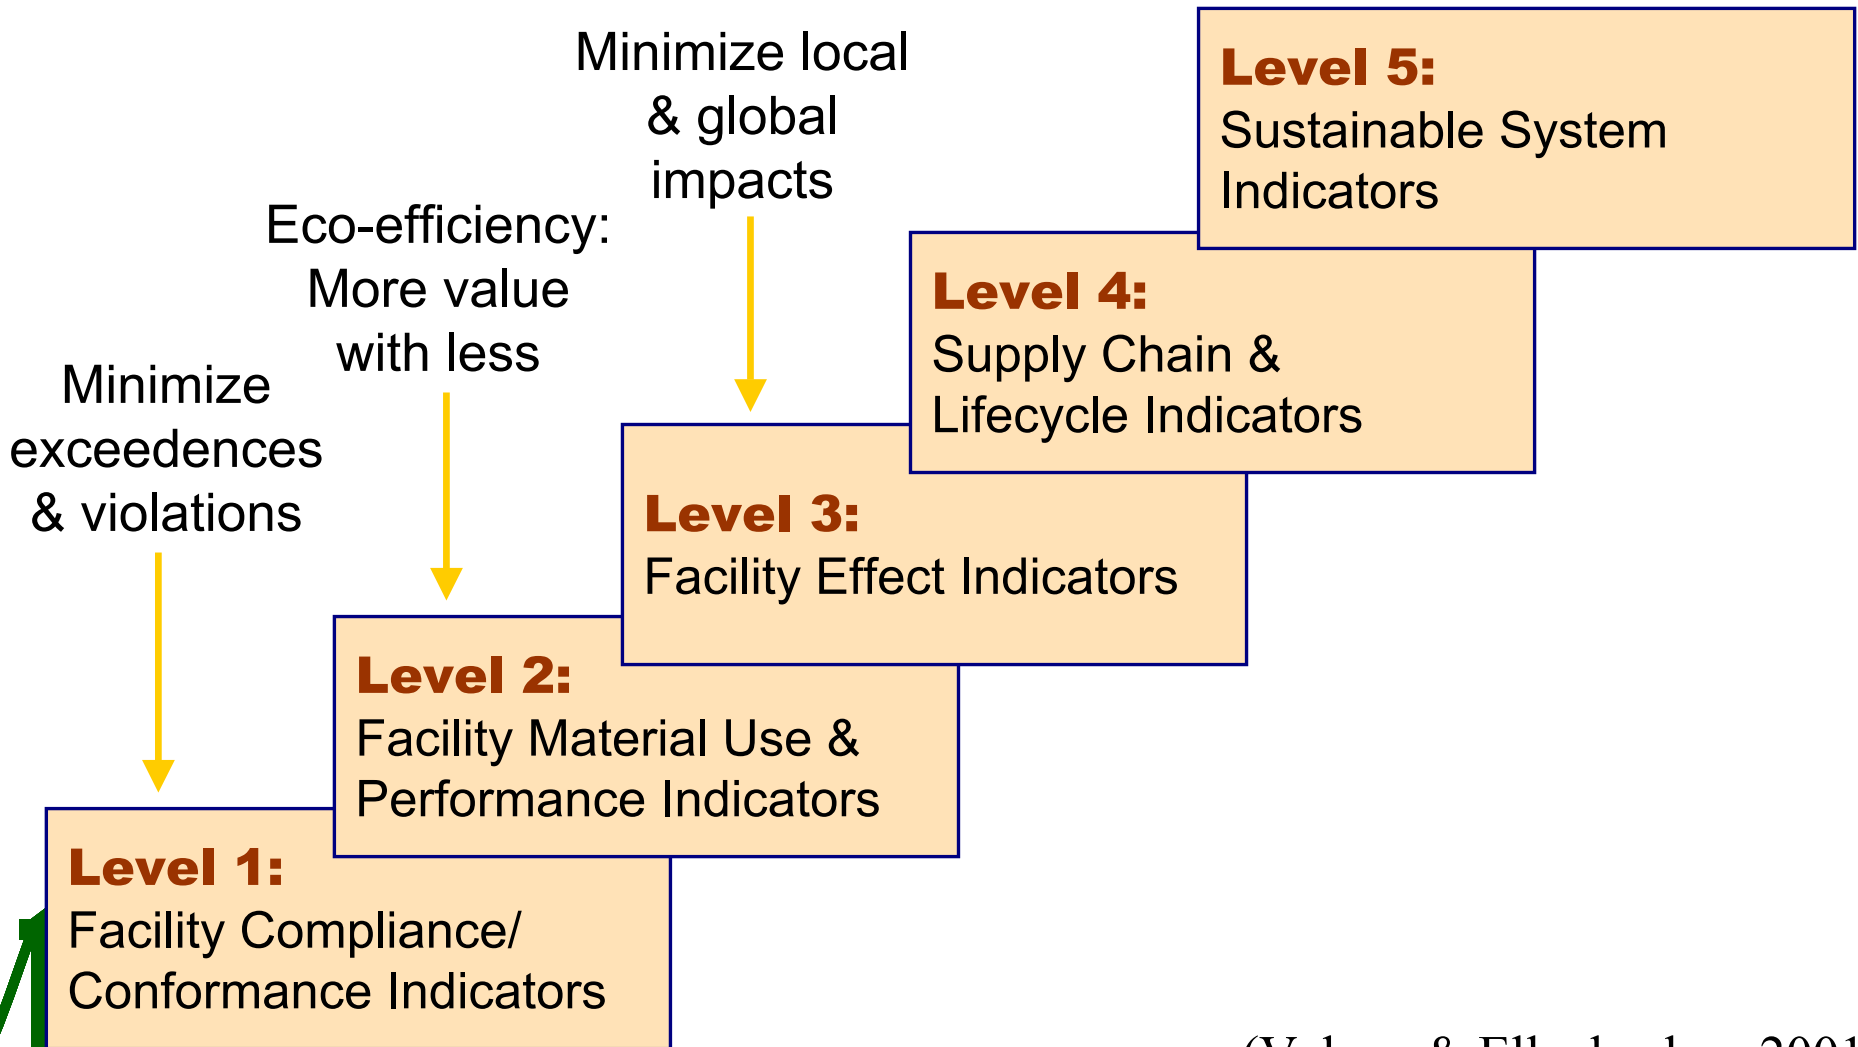 Minimize local
& global
impacts
Level 5:
Sustainable System
Indicators
Eco-efficiency:
More value
with less
Level 4:
Supply Chain &
Lifecycle Indicators
Minimize
exceedences
& violations
Level 3:
Facility Effect Indicators
Level 2:
Facility Material Use &
Performance Indicators
Level 1:
Facility Compliance/
Conformance Indicators
& 2001